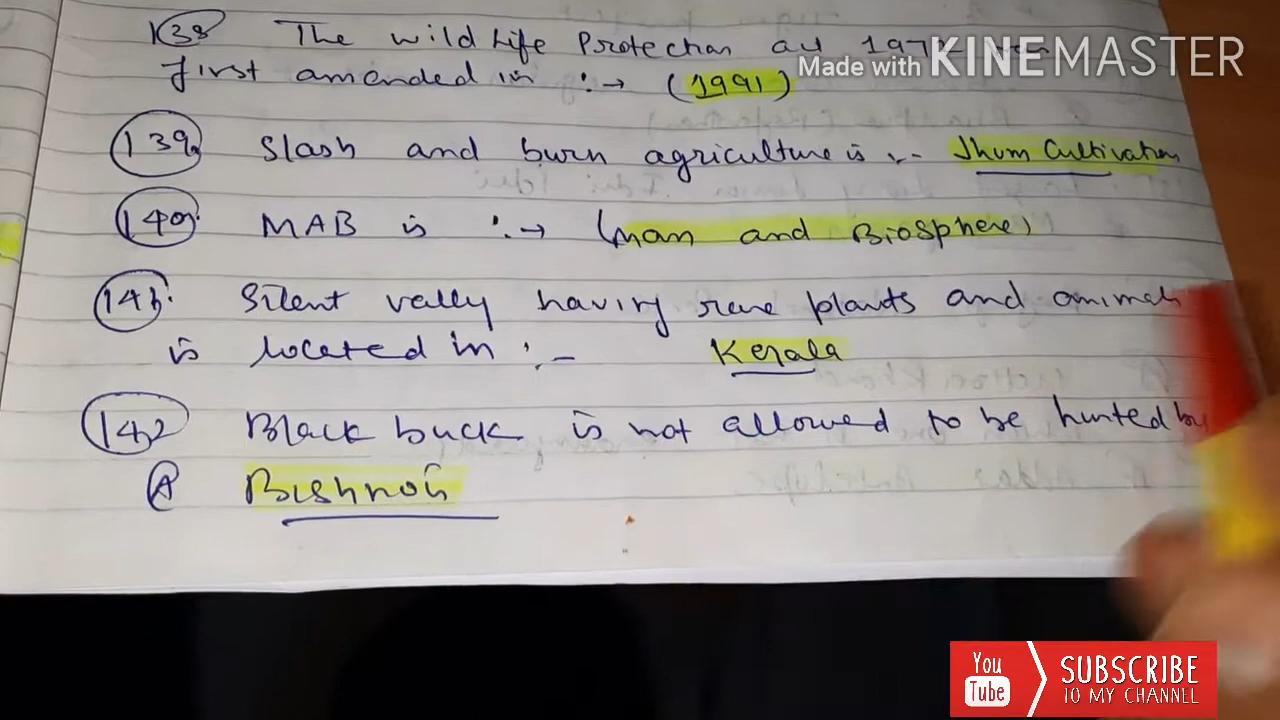 138 The wild Life Protection act 1972
Made with KINEMASTER
first amended in :→ (1991)
139. Slash and burn agriculture is :- Jhum Cultivation
140. MAB is :→ (man and Biosphere)
141. Silent vally having rare plants and animals
is located in :- Kerala
142 Black buck is not allowed to be hunted by
A Bishnoi
You Tube
SUBSCRIBE
TO MY CHANNEL